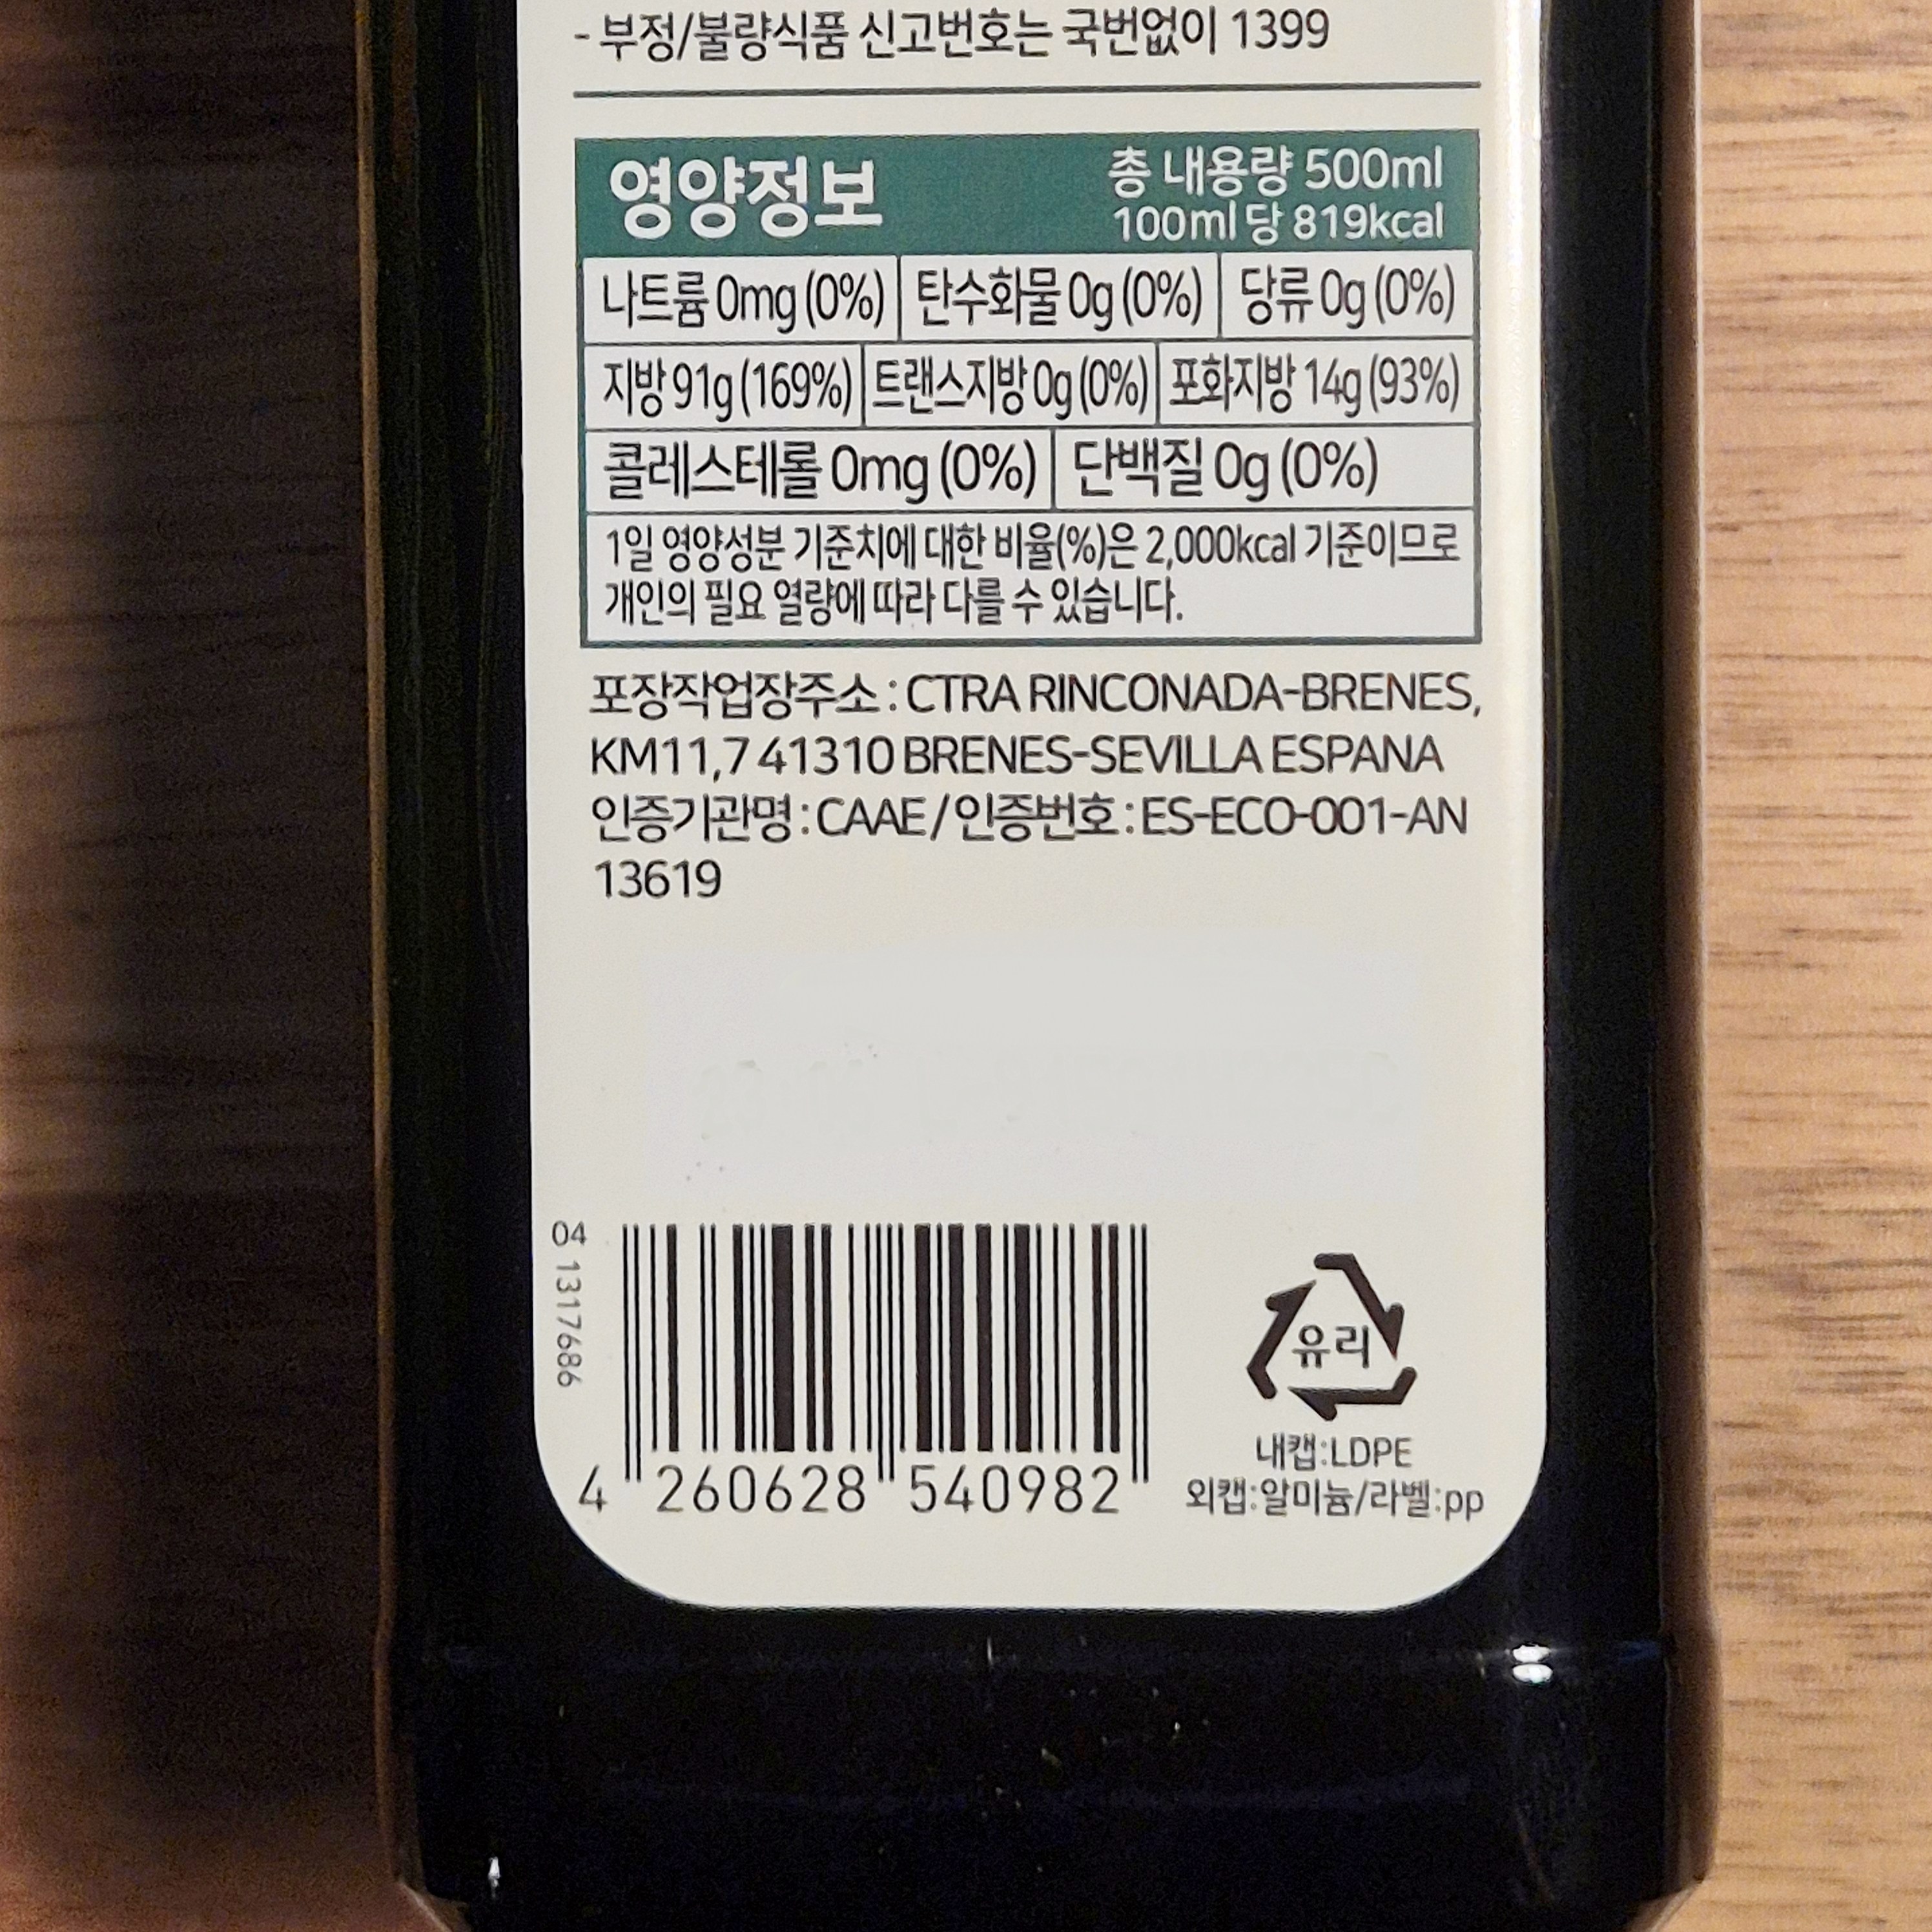 - 부정/불량식품 신고번호는 국번없이 1399
영양정보
총 내용량 500ml
100ml당 819kcal
나트륨 0mg (0%) 탄수화물 0g (0%) 당류 0g (0%)
지방 91g (169%) 트랜스지방 0g (0%) 포화지방 14g (93%)
콜레스테롤 0mg (0%) 단백질 0g (0%)
1일 영양성분 기준치에 대한 비율(%)은 2,000kcal 기준이므로
개인의 필요 열량에 따라 다를 수 있습니다.
포장작업장주소 : CTRA RINCONADA-BRENES,
KM11,7 41310 BRENES-SEVILLA ESPANA
인증기관명 : CAAE / 인증번호 : ES-ECO-001-AN
13619
04 1317686
4 260628 540982
유리
내캡:LDPE
외캡:알미늄/라벨:pp